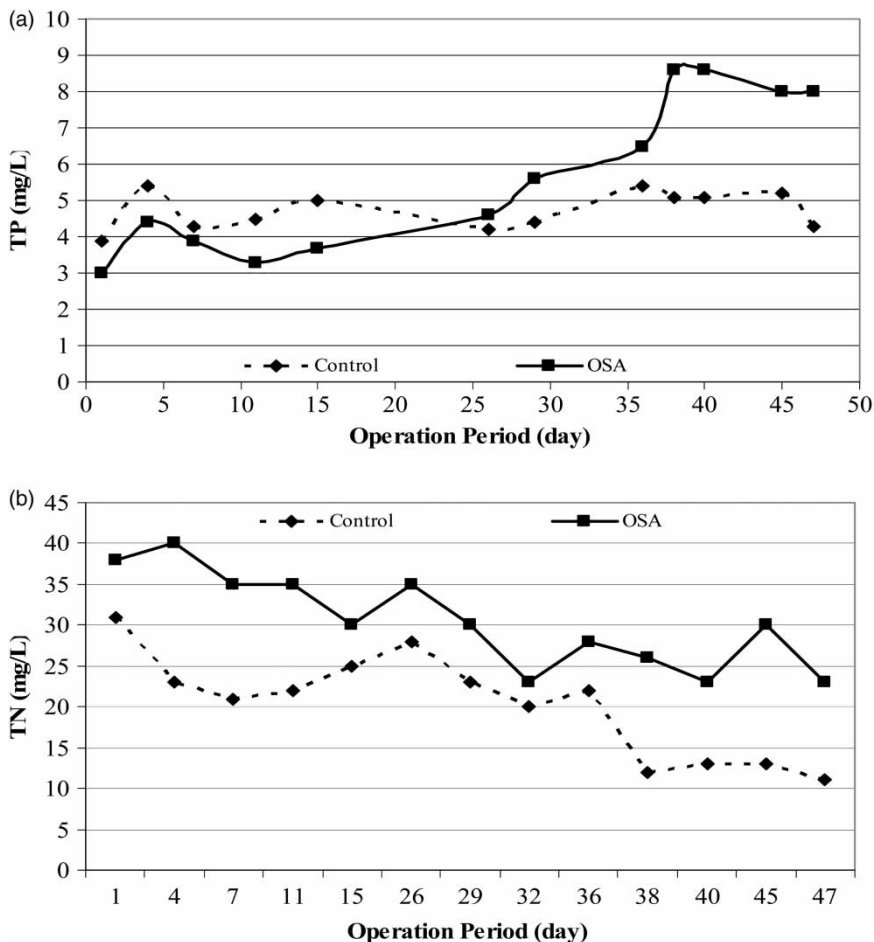 (a)
10
9
8
7
6
5
4
3
2
1
0
TP (mg/L)
Control
OSA
0 5 10 15 20 25 30 35 40 45 50
Operation Period (day)
(b)
45
40
35
30
25
20
15
10
5
0
TN (mg/L)
Control
OSA
1 4 7 11 15 26 29 32 36 38 40 45 47
Operation Period (day)